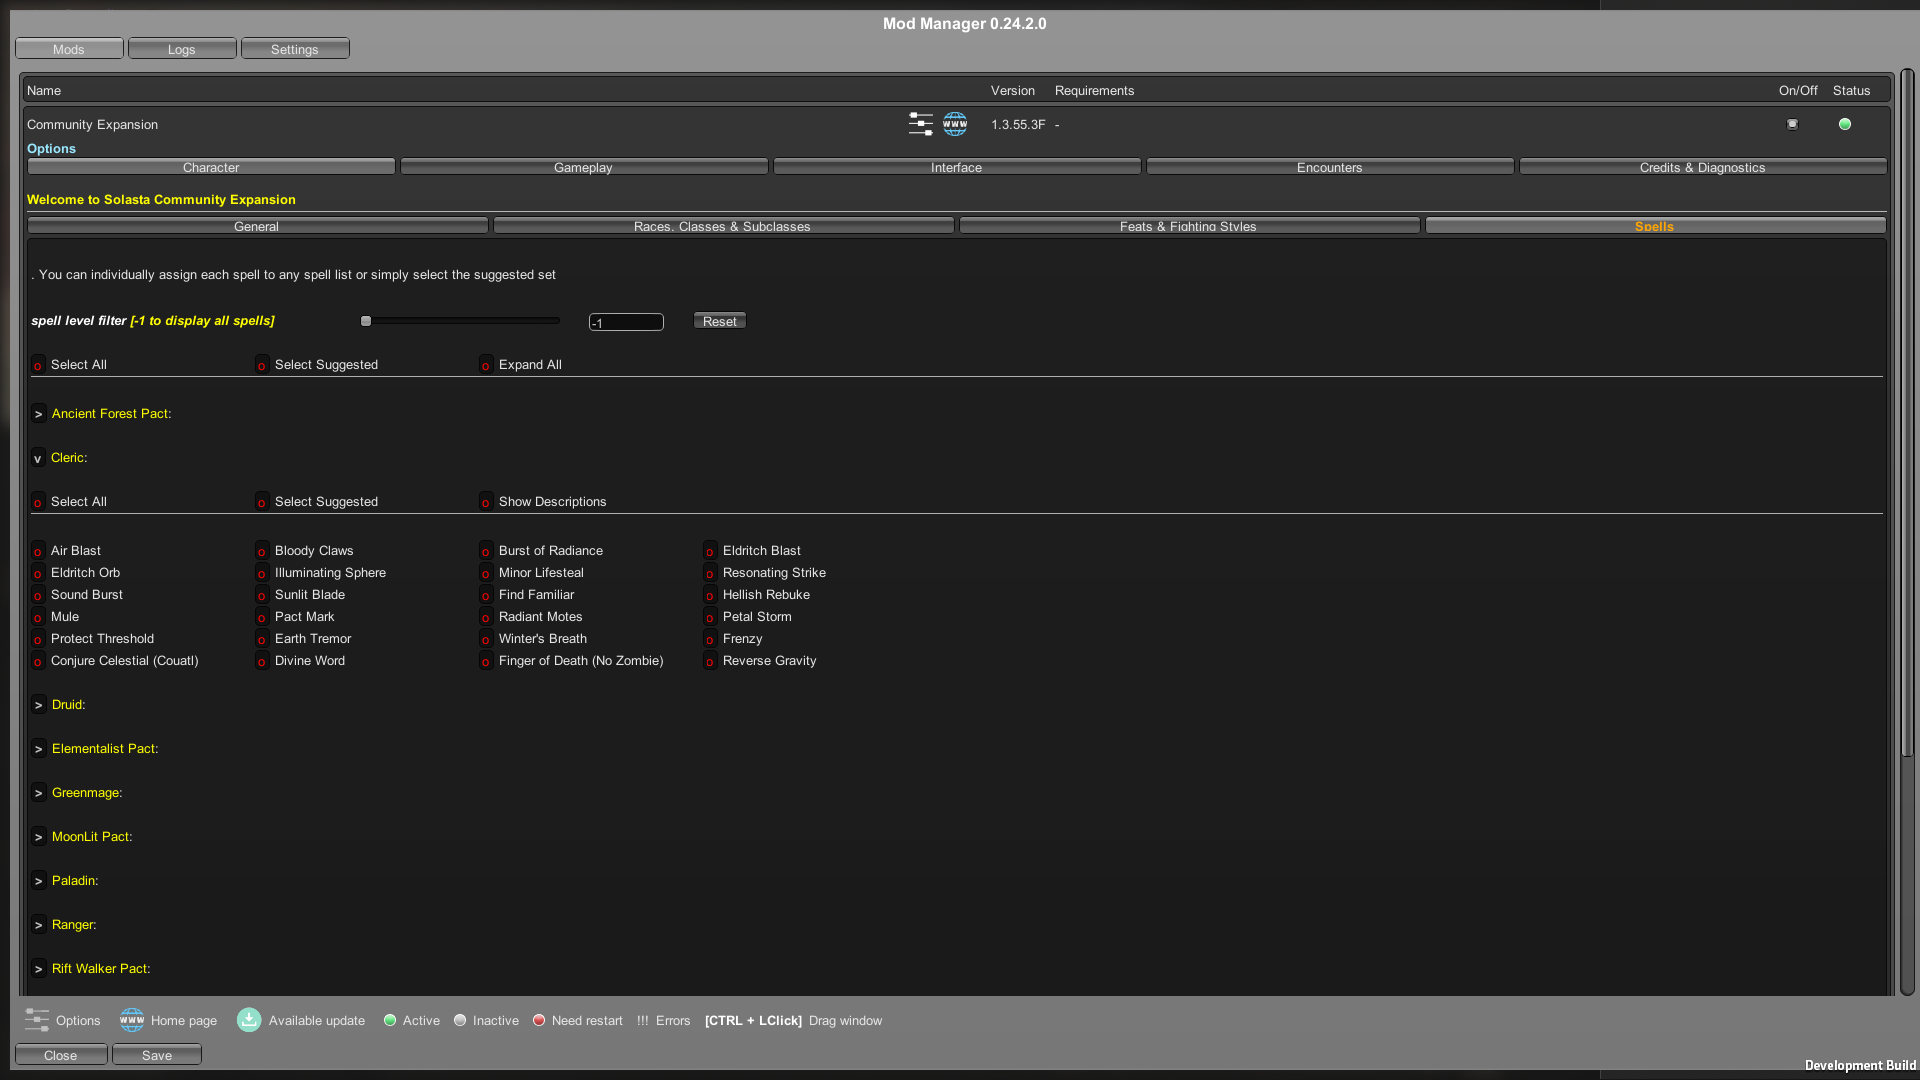 Mod Manager 0.24.2.0
Mods Logs Settings
Name Version Requirements On/Off Status
Community Expansion www 1.3.55.3F - 
Options
Character Gameplay Interface Encounters Credits & Diagnostics
Welcome to Solasta Community Expansion
General Races, Classes & Subclasses Feats & Fighting Styles Spells
. You can individually assign each spell to any spell list or simply select the suggested set
spell level filter [-1 to display all spells] -1 Reset
o Select All o Select Suggested o Expand All
> Ancient Forest Pact:
v Cleric:
o Select All o Select Suggested o Show Descriptions
o Air Blast o Bloody Claws o Burst of Radiance o Eldritch Blast
o Eldritch Orb o Illuminating Sphere o Minor Lifesteal o Resonating Strike
o Sound Burst o Sunlit Blade o Find Familiar o Hellish Rebuke
o Mule o Pact Mark o Radiant Motes o Petal Storm
o Protect Threshold o Earth Tremor o Winter's Breath o Frenzy
o Conjure Celestial (Couatl) o Divine Word o Finger of Death (No Zombie) o Reverse Gravity
> Druid:
> Elementalist Pact:
> Greenmage:
> MoonLit Pact:
> Paladin:
> Ranger:
> Rift Walker Pact:
Options www Home page Available update Active Inactive Need restart !!! Errors [CTRL + LClick] Drag window
Close Save
Development Build